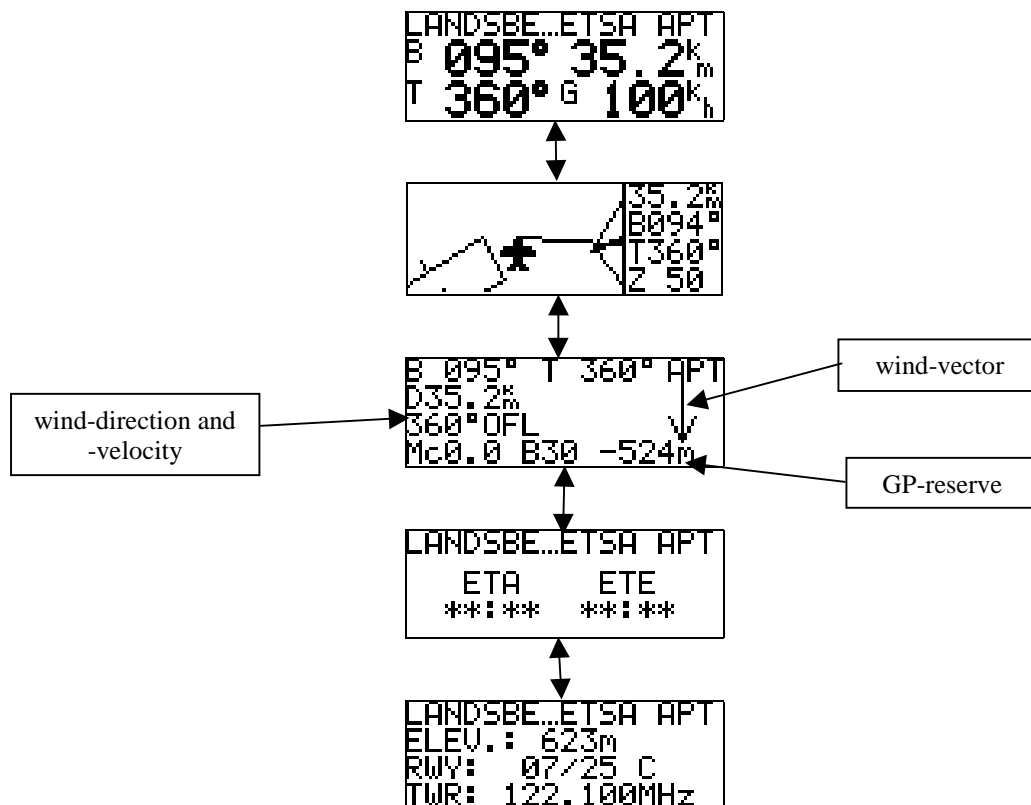 LANDSBE...ETSA APT
B 095° 35.2km
T 360° G 100kh
35.2km
B094°
T360°
Z 50
B 095° T 360° APT
D35.2km
360°OFL
Mc0.0 B30 -524m
wind-direction and
-velocity
wind-vector
GP-reserve
LANDSBE...ETSA APT
ETA ETE
**:** **:**
LANDSBE...ETSA APT
ELEV.: 623m
RWY: 07/25 C
TWR: 122.100MHz